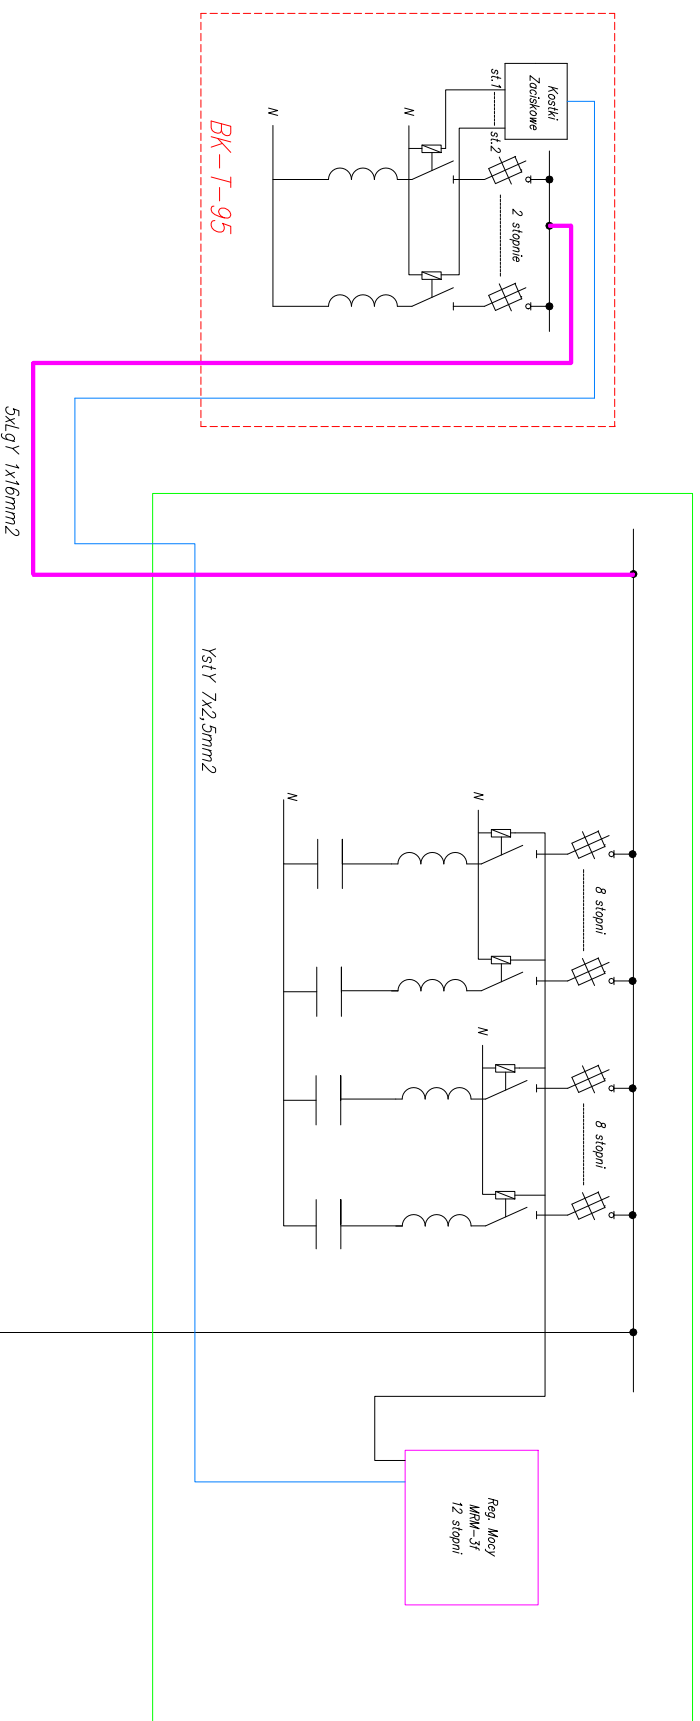 Kostki
Zaciskowe
st.1
st.2
N
N
2 stopnie
BK-T-95
5xLgY 1x16mm2
YstY 7x2,5mm2
N
N
8 stopni
N
8 stopni
Reg. Mocy
MRM-3f
12 stopni